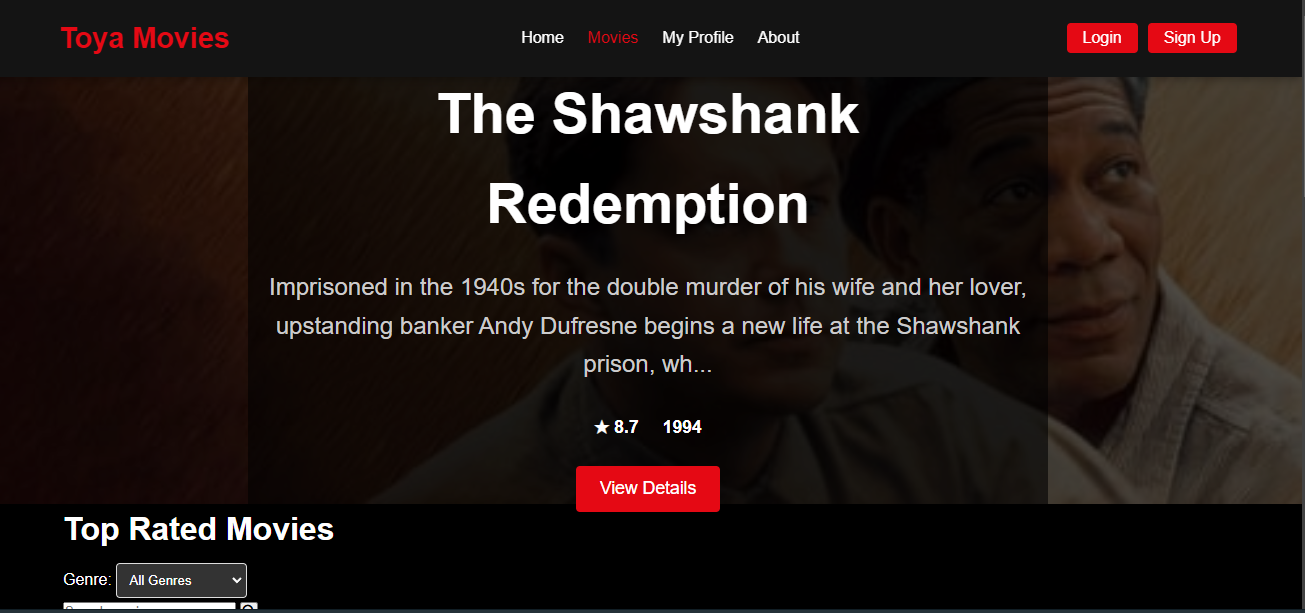 Toya Movies
Home Movies My Profile About
Login Sign Up
The Shawshank
Redemption
Imprisoned in the 1940s for the double murder of his wife and her lover,
upstanding banker Andy Dufresne begins a new life at the Shawshank
prison, wh...
★ 8.7 1994
View Details
Top Rated Movies
Genre: All Genres